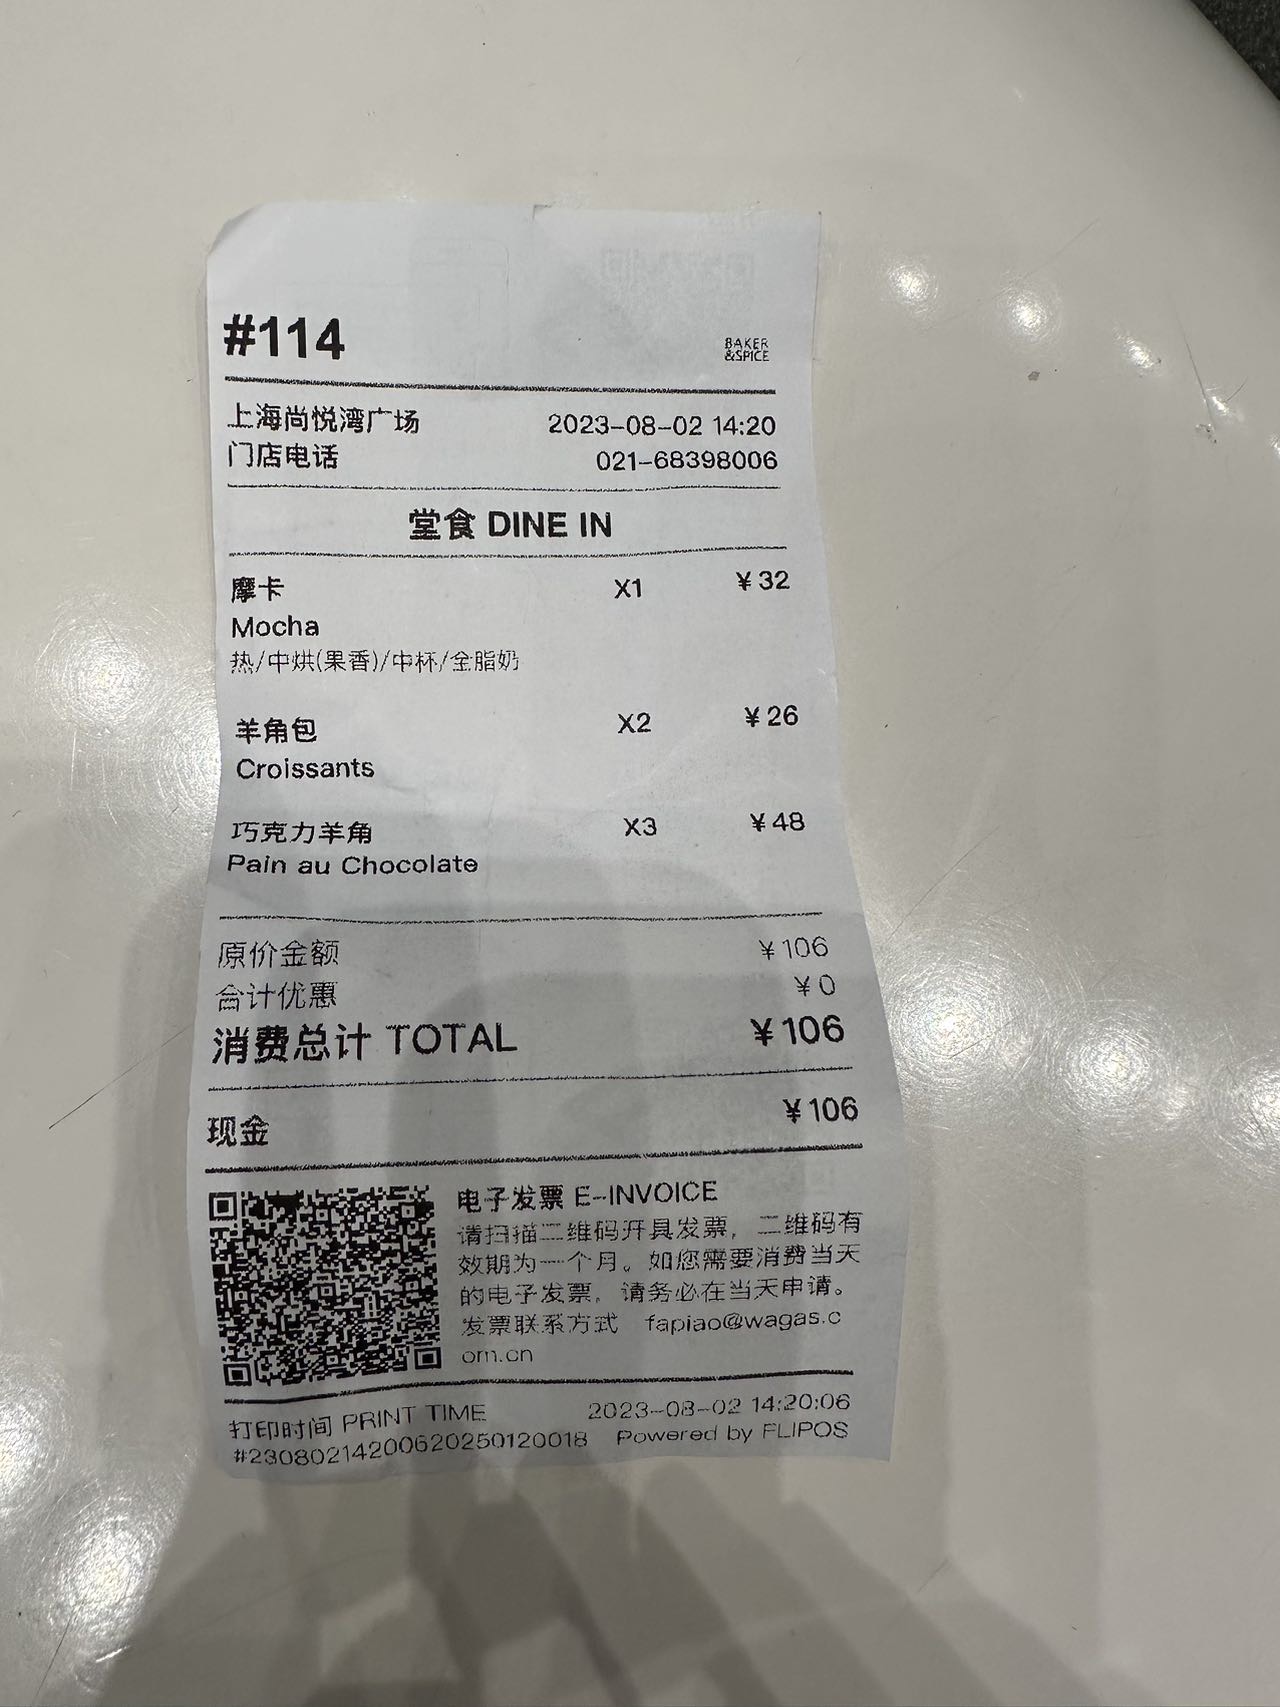 #114
BAKER
&SPICE
上海尚悦湾广场 2023-08-02 14:20
门店电话 021-68398006
堂食 DINE IN
摩卡 X1 ¥32
Mocha
热/中烘(果香)/中杯/全脂奶
羊角包 X2 ¥26
Croissants
巧克力羊角 X3 ¥48
Pain au Chocolate
原价金额 ¥106
合计优惠 ¥0
消费总计 TOTAL ¥106
现金 ¥106
电子发票 E-INVOICE
请扫描二维码开具发票，二维码有
效期为一个月。如您需要消费当天
的电子发票，请务必在当天申请。
发票联系方式 fapiao@wagas.c
om.cn
打印时间 PRINT TIME 2023-08-02 14:20:06
#23080214200620250120018 Powered by FLIPOS